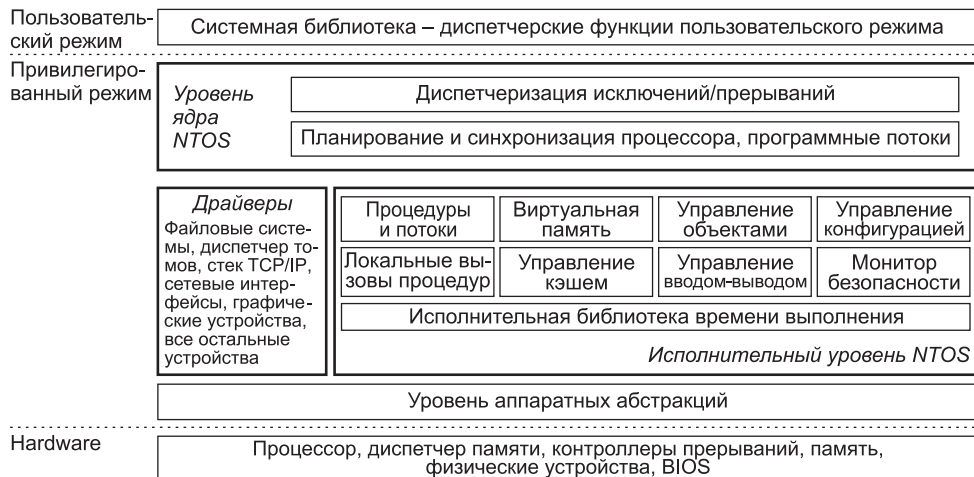 Пользователь-
ский режим
Системная библиотека – диспетчерские функции пользовательского режима
Привилегиро-
ванный режим
Уровень
ядра
NTOS
Диспетчеризация исключений/прерываний
Планирование и синхронизация процессора, программные потоки
Драйверы
Файловые систе-
мы, диспетчер то-
мов, стек TCP/IP,
сетевые интер-
фейсы, графиче-
ские устройства,
все остальные
устройства
Процедуры
и потоки
Виртуальная
память
Управление
объектами
Управление
конфигурацией
Локальные вы-
зовы процедур
Управление
кэшем
Управление
вводом-выводом
Монитор
безопасности
Исполнительная библиотека времени выполнения
Исполнительный уровень NTOS
Уровень аппаратных абстракций
Hardware
Процессор, диспетчер памяти, контроллеры прерываний, память,
физические устройства, BIOS